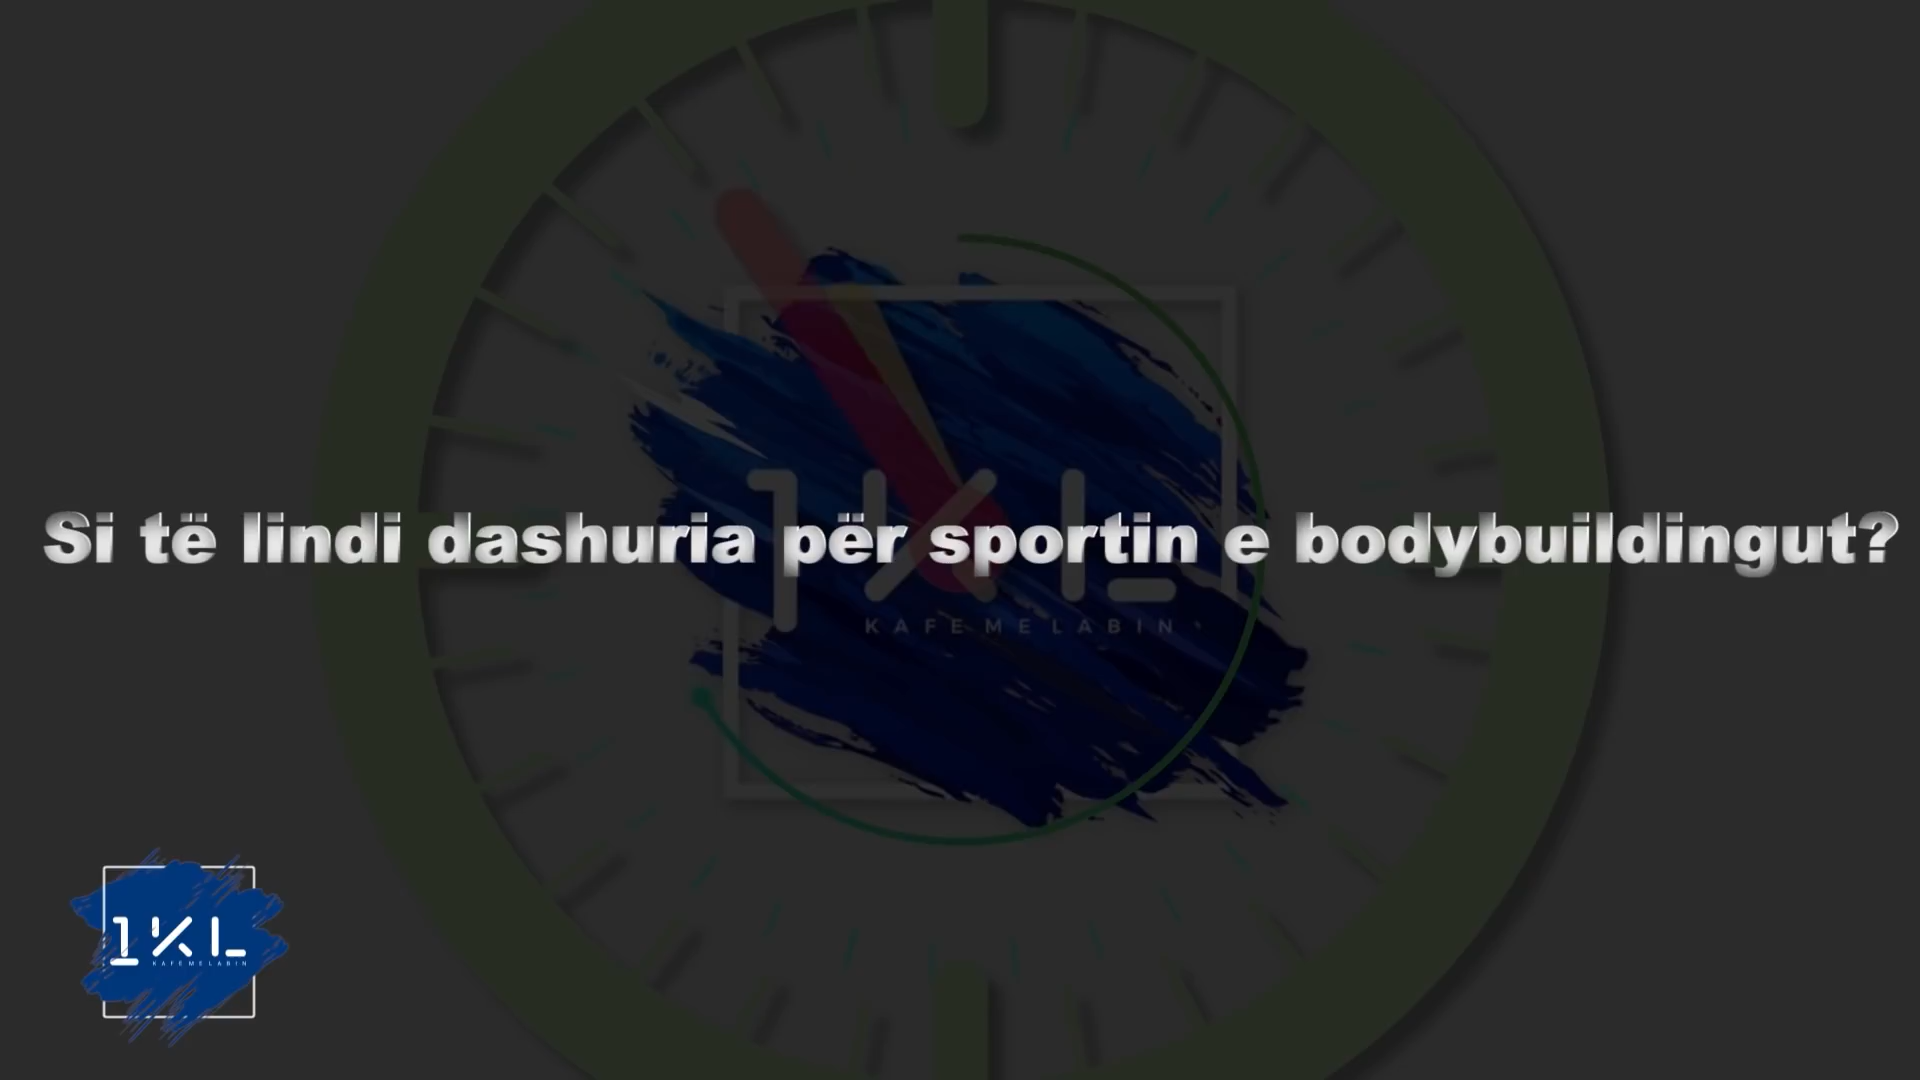 1KL
KAFEMELABIN
Si të lindi dashuria për sportin e bodybuildingut?
1KL
KAFEMELABIN